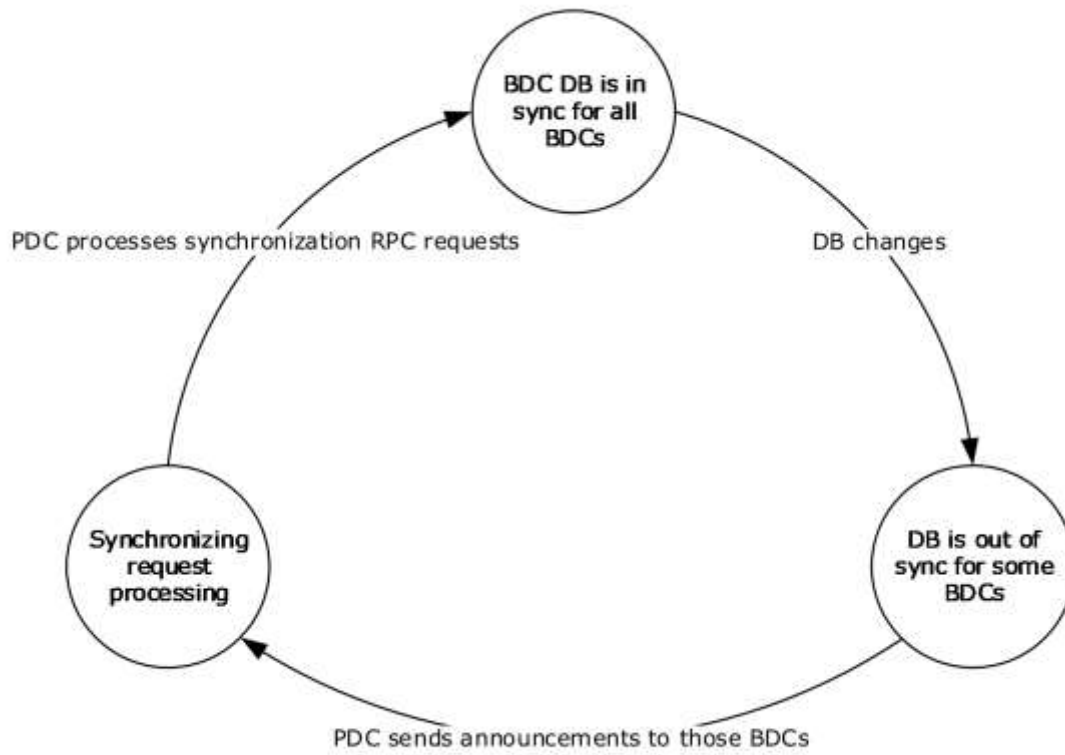 BDC DB is in
sync for all
BDCs
PDC processes synchronization RPC requests
DB changes
Synchronizing
request
processing
DB is out of
sync for some
BDCs
PDC sends announcements to those BDCs